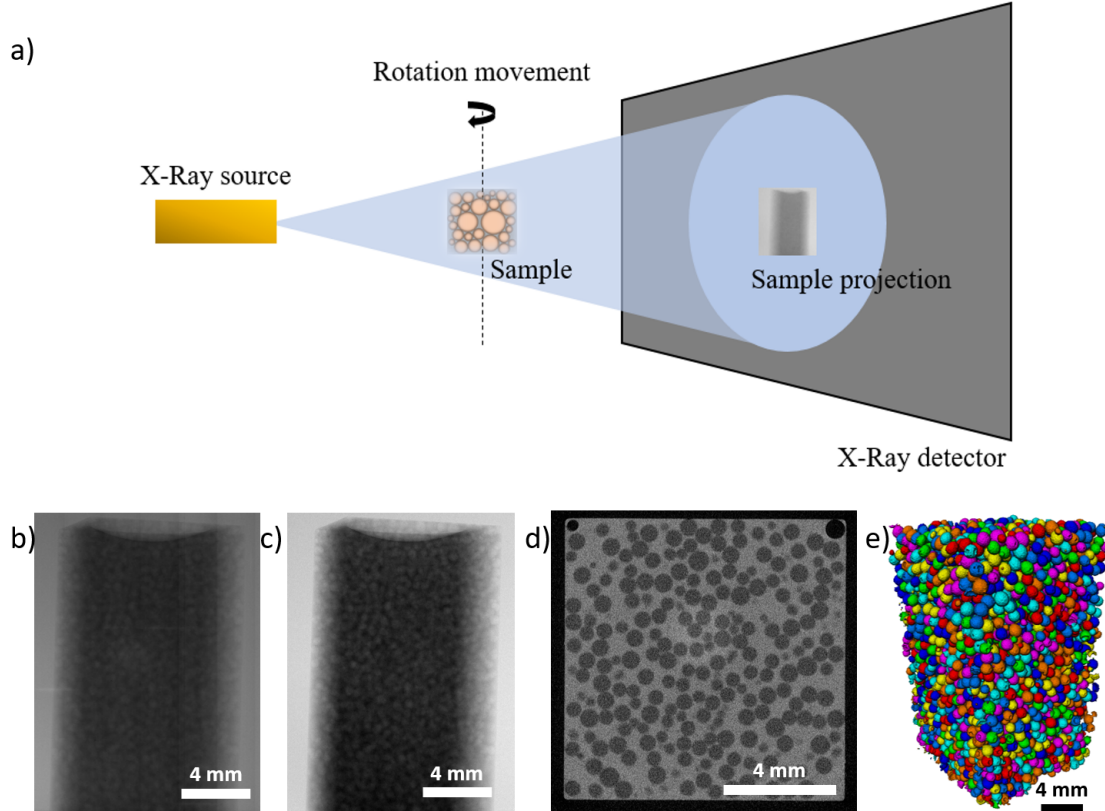 a)
Rotation movement
X-Ray source
Sample
Sample projection
X-Ray detector
b)
c)
d)
e)
4 mm
4 mm
4 mm
4 mm